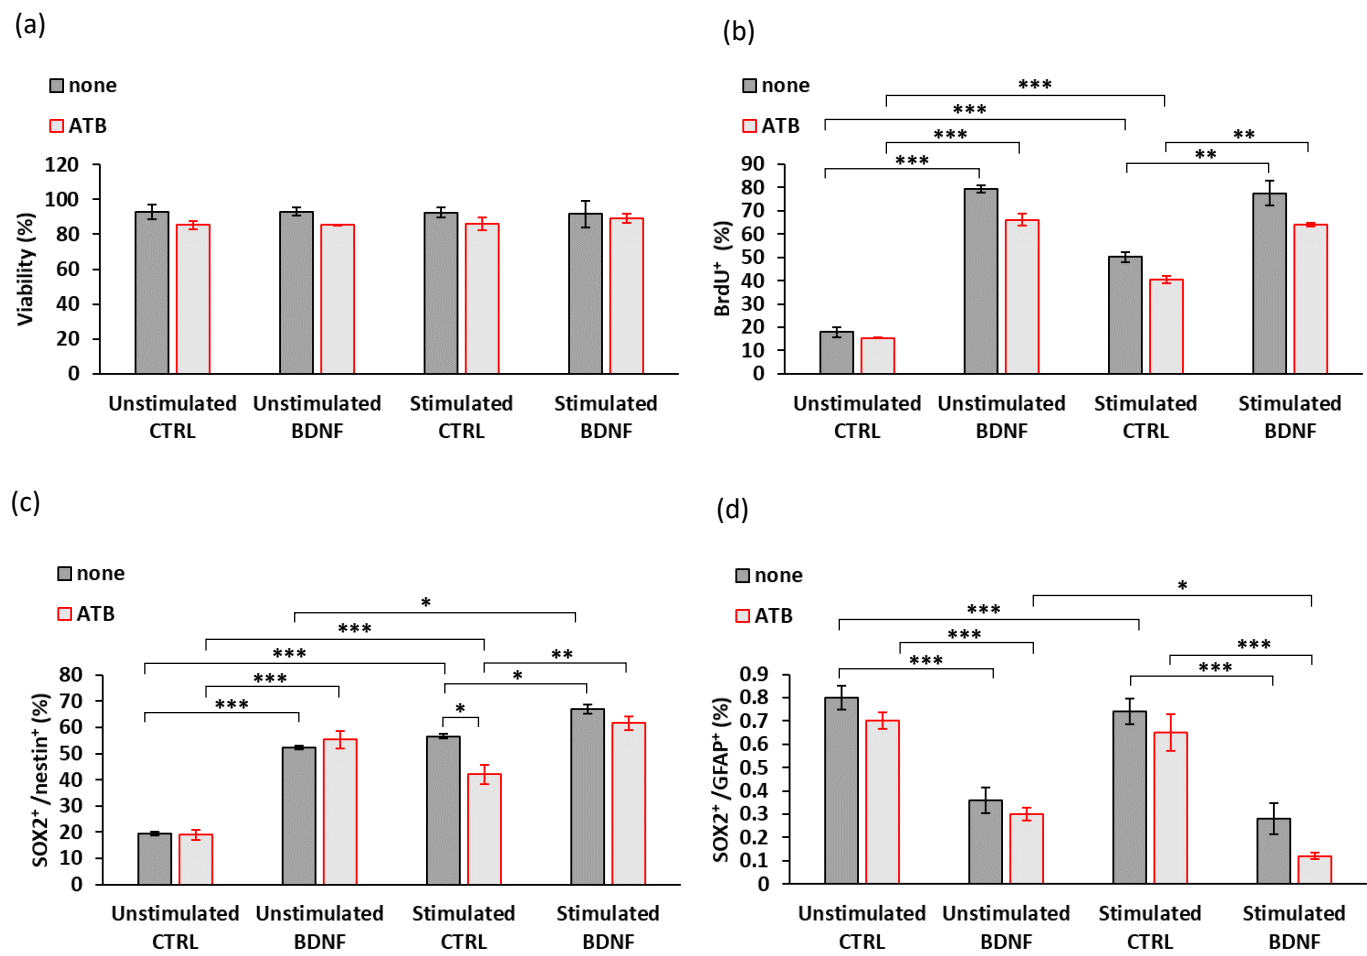 (a)
none
ATB
Viability (%)
120
100
80
60
40
20
0
Unstimulated CTRL
Unstimulated BDNF
Stimulated CTRL
Stimulated BDNF
(b)
none
ATB
***
***
***
**
***
**
BrdU⁺ (%)
90
80
70
60
50
40
30
20
10
0
Unstimulated CTRL
Unstimulated BDNF
Stimulated CTRL
Stimulated BDNF
(c)
none
ATB
*
***
***
**
***
*
***
*
SOX2⁺/nestin⁺ (%)
80
70
60
50
40
30
20
10
0
Unstimulated CTRL
Unstimulated BDNF
Stimulated CTRL
Stimulated BDNF
(d)
none
ATB
*
***
***
***
***
***
SOX2⁺/GFAP⁺ (%)
0.9
0.8
0.7
0.6
0.5
0.4
0.3
0.2
0.1
0
Unstimulated CTRL
Unstimulated BDNF
Stimulated CTRL
Stimulated BDNF